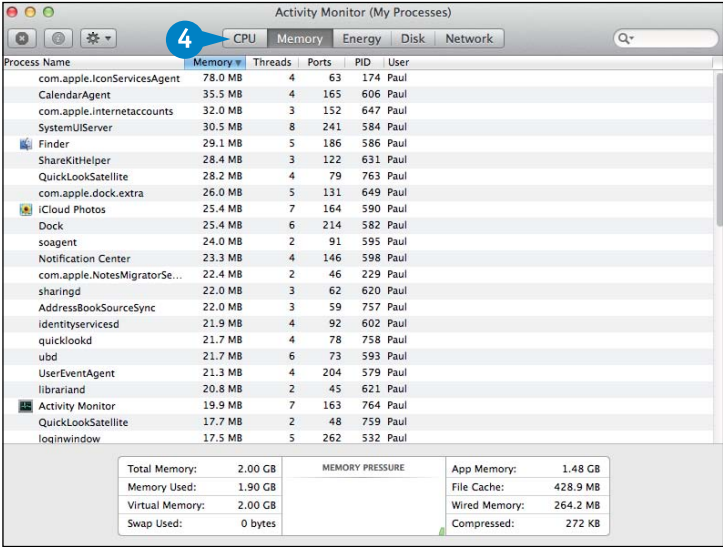 Activity Monitor (My Processes)
4 CPU Memory Energy Disk Network
Process Name Memory Threads Ports PID User
com.apple.IconServicesAgent 78.0 MB 4 63 174 Paul
CalendarAgent 35.5 MB 4 165 606 Paul
com.apple.internetaccounts 32.0 MB 3 152 647 Paul
SystemUIServer 30.5 MB 8 241 584 Paul
Finder 29.1 MB 5 186 586 Paul
ShareKitHelper 28.4 MB 3 122 631 Paul
QuickLookSatellite 28.2 MB 4 79 763 Paul
com.apple.dock.extra 26.0 MB 5 131 649 Paul
iCloud Photos 25.4 MB 7 164 590 Paul
Dock 25.4 MB 6 214 582 Paul
soagent 24.0 MB 2 91 595 Paul
Notification Center 23.3 MB 4 146 598 Paul
com.apple.NotesMigratorSe... 22.4 MB 2 46 229 Paul
sharingd 22.0 MB 3 62 620 Paul
AddressBookSourceSync 22.0 MB 3 59 757 Paul
identityservicesd 21.9 MB 4 92 602 Paul
quicklookd 21.7 MB 4 78 758 Paul
ubd 21.7 MB 6 73 593 Paul
UserEventAgent 21.3 MB 4 204 579 Paul
librariand 20.8 MB 2 45 621 Paul
Activity Monitor 19.9 MB 7 163 764 Paul
QuickLookSatellite 17.7 MB 2 48 759 Paul
loginwindow 17.5 MB 5 262 532 Paul
Total Memory: 2.00 GB MEMORY PRESSURE App Memory: 1.48 GB
Memory Used: 1.90 GB File Cache: 428.9 MB
Virtual Memory: 2.00 GB Wired Memory: 264.2 MB
Swap Used: 0 bytes Compressed: 272 KB